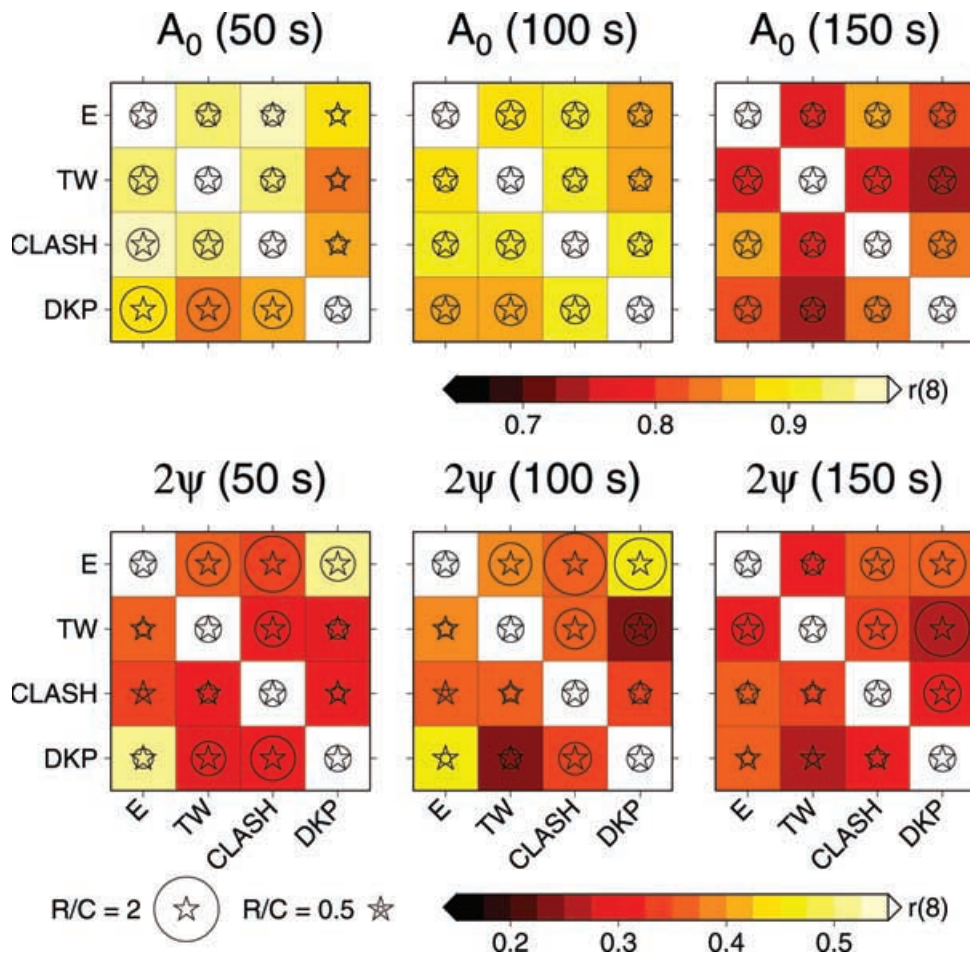 A₀ (50 s) A₀ (100 s) A₀ (150 s)
E
TW
CLASH
DKP
r(8)
0.7 0.8 0.9
2ψ (50 s) 2ψ (100 s) 2ψ (150 s)
E
TW
CLASH
DKP
E TW CLASH DKP E TW CLASH DKP E TW CLASH DKP
R/C = 2 R/C = 0.5 r(8)
0.2 0.3 0.4 0.5